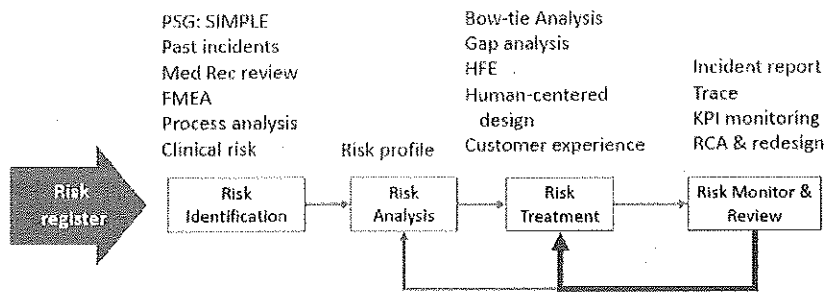 PSG: SIMPLE
Past incidents
Med Rec review
FMEA
Process analysis
Clinical risk
Risk profile
Bow-tie Analysis
Gap analysis
HFE
Human-centered
design
Customer experience
Incident report
Trace
KPI monitoring
RCA & redesign
Risk
register
Risk
Identification
Risk
Analysis
Risk
Treatment
Risk Monitor &
Review